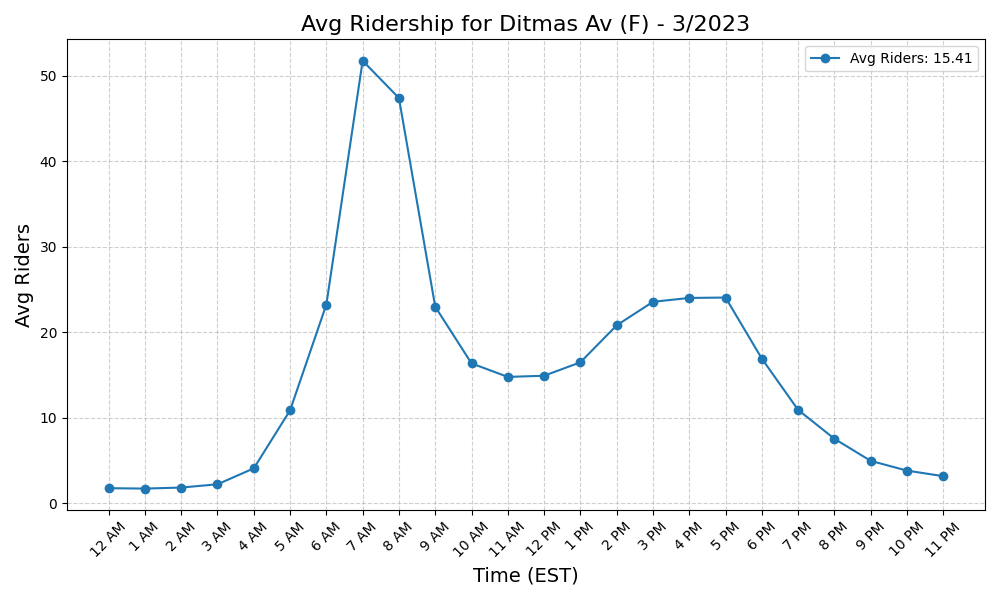 Avg Ridership for Ditmas Av (F) - 3/2023
Avg Riders: 15.41
Avg Riders
50
40
30
20
10
0
12 AM
1 AM
2 AM
3 AM
4 AM
5 AM
6 AM
7 AM
8 AM
9 AM
10 AM
11 AM
12 PM
1 PM
2 PM
3 PM
4 PM
5 PM
6 PM
7 PM
8 PM
9 PM
10 PM
11 PM
Time (EST)